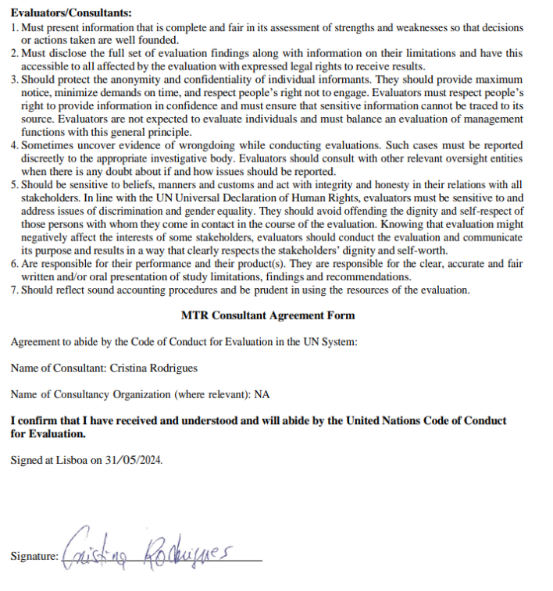 Evaluators/Consultants:
1. Must present information that is complete and fair in its assessment of strengths and weaknesses so that decisions
or actions taken are well founded.
2. Must disclose the full set of evaluation findings along with information on their limitations and have this
accessible to all affected by the evaluation with expressed legal rights to receive results.
3. Should protect the anonymity and confidentiality of individual informants. They should provide maximum
notice, minimize demands on time, and respect people's right not to engage. Evaluators must respect people's
right to provide information in confidence and must ensure that sensitive information cannot be traced to its
source. Evaluators are not expected to evaluate individuals and must balance an evaluation of management
functions with this general principle.
4. Sometimes uncover evidence of wrongdoing while conducting evaluations. Such cases must be reported
discreetly to the appropriate investigative body. Evaluators should consult with other relevant oversight entities
when there is any doubt about if and how issues should be reported.
5. Should be sensitive to beliefs, manners and customs and act with integrity and honesty in their relations with all
stakeholders. In line with the UN Universal Declaration of Human Rights, evaluators must be sensitive to and
address issues of discrimination and gender equality. They should avoid offending the dignity and self-respect of
those persons with whom they come in contact in the course of the evaluation. Knowing that evaluation might
negatively affect the interests of some stakeholders, evaluators should conduct the evaluation and communicate
its purpose and results in a way that clearly respects the stakeholders' dignity and self-worth.
6. Are responsible for their performance and their product(s). They are responsible for the clear, accurate and fair
written and/or oral presentation of study limitations, findings and recommendations.
7. Should reflect sound accounting procedures and be prudent in using the resources of the evaluation.
MTR Consultant Agreement Form
Agreement to abide by the Code of Conduct for Evaluation in the UN System:
Name of Consultant: Cristina Rodrigues
Name of Consultancy Organization (where relevant): NA
I confirm that I have received and understood and will abide by the United Nations Code of Conduct
for Evaluation.
Signed at Lisboa on 31/05/2024.
Signature: Cristina Rodrigues